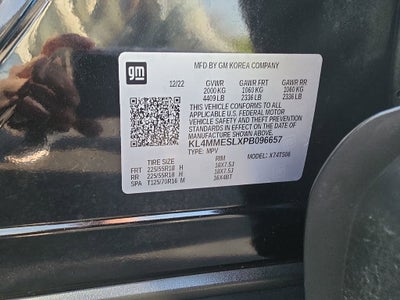 gm
MFD BY GM KOREA COMPANY
12/22 GVWR GAWR FRT GAWR RR
2000 KG 1060 KG 1060 KG
4409 LB 2336 LB 2336 LB
THIS VEHICLE CONFORMS TO ALL
APPLICABLE U.S. FEDERAL MOTOR
VEHICLE SAFETY AND THEFT
PREVENTION STANDARDS IN EFFECT ON
THE DATE OF MANUFACTURE SHOWN ABOVE.
KL4MMESLXPB096657
TYPE: MPV MODEL: X74TS06
TIRE SIZE RIM
FRT 225/55R18 H 18X7.5J
RR 225/55R18 H 18X7.5J
SPA T125/70R16 M 16X4BT